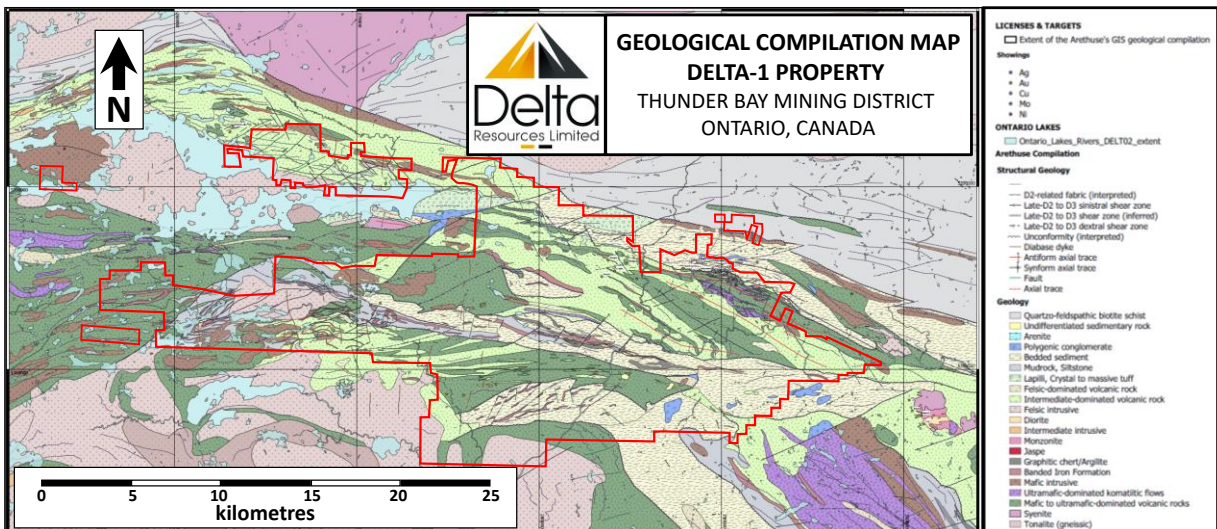 N
Delta
Resources Limited
GEOLOGICAL COMPILATION MAP
DELTA-1 PROPERTY
THUNDER BAY MINING DISTRICT
ONTARIO, CANADA
0 5 10 15 20 25
kilometres
LICENSES & TARGETS
Extent of the Arethuse's GIS geological compilation
Showings
Ag
Au
Cu
Mo
Ni
ONTARIO LAKES
Ontario_Lakes_Rivers_DELT02_extent
Arethuse Compilation
Structural Geology
D2-related fabric (interpreted)
Late-D2 to D3 sinistral shear zone
Late-D2 to D3 shear zone (inferred)
Late-D2 to D3 dextral shear zone
Unconformity (interpreted)
Diabase dyke
Antiform axial trace
Synform axial trace
Fault
Axial trace
Geology
Quartzo-feldspathic biotite schist
Undifferentiated sedimentary rock
Arenite
Polygenic conglomerate
Bedded sediment
Mudrock, Siltstone
Lapili, Crystal to massive tuff
Felsic-dominated volcanic rock
Intermediate-dominated volcanic rock
Felsic intrusive
Diorite
Intermediate intrusive
Monzonite
Jaspe
Graphitic chert/Argilite
Banded Iron Formation
Mafic intrusive
Ultramafic-dominated komatiitic flows
Mafic to ultramafic-dominated volcanic rocks
Syenite
Tonalite (gneissic)